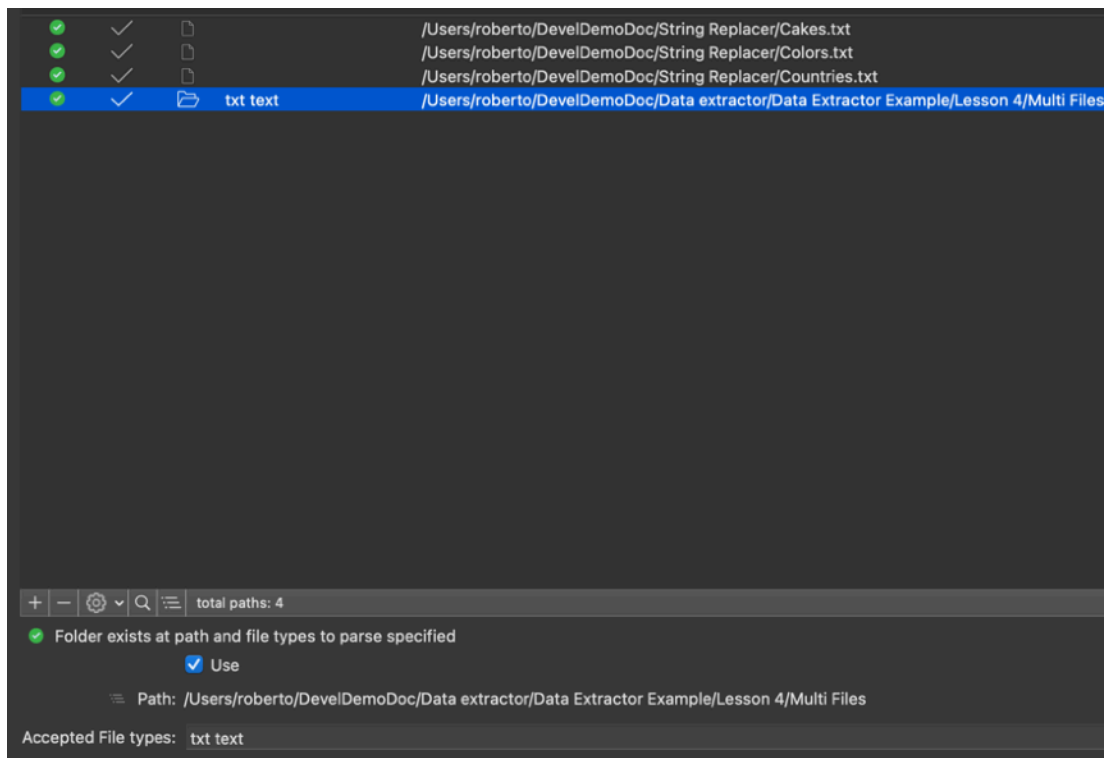 /Users/roberto/DevelDemoDoc/String Replacer/Cakes.txt
/Users/roberto/DevelDemoDoc/String Replacer/Colors.txt
/Users/roberto/DevelDemoDoc/String Replacer/Countries.txt
txt text /Users/roberto/DevelDemoDoc/Data extractor/Data Extractor Example/Lesson 4/Multi Files
total paths: 4
Folder exists at path and file types to parse specified
Use
Path: /Users/roberto/DevelDemoDoc/Data extractor/Data Extractor Example/Lesson 4/Multi Files
Accepted File types: txt text